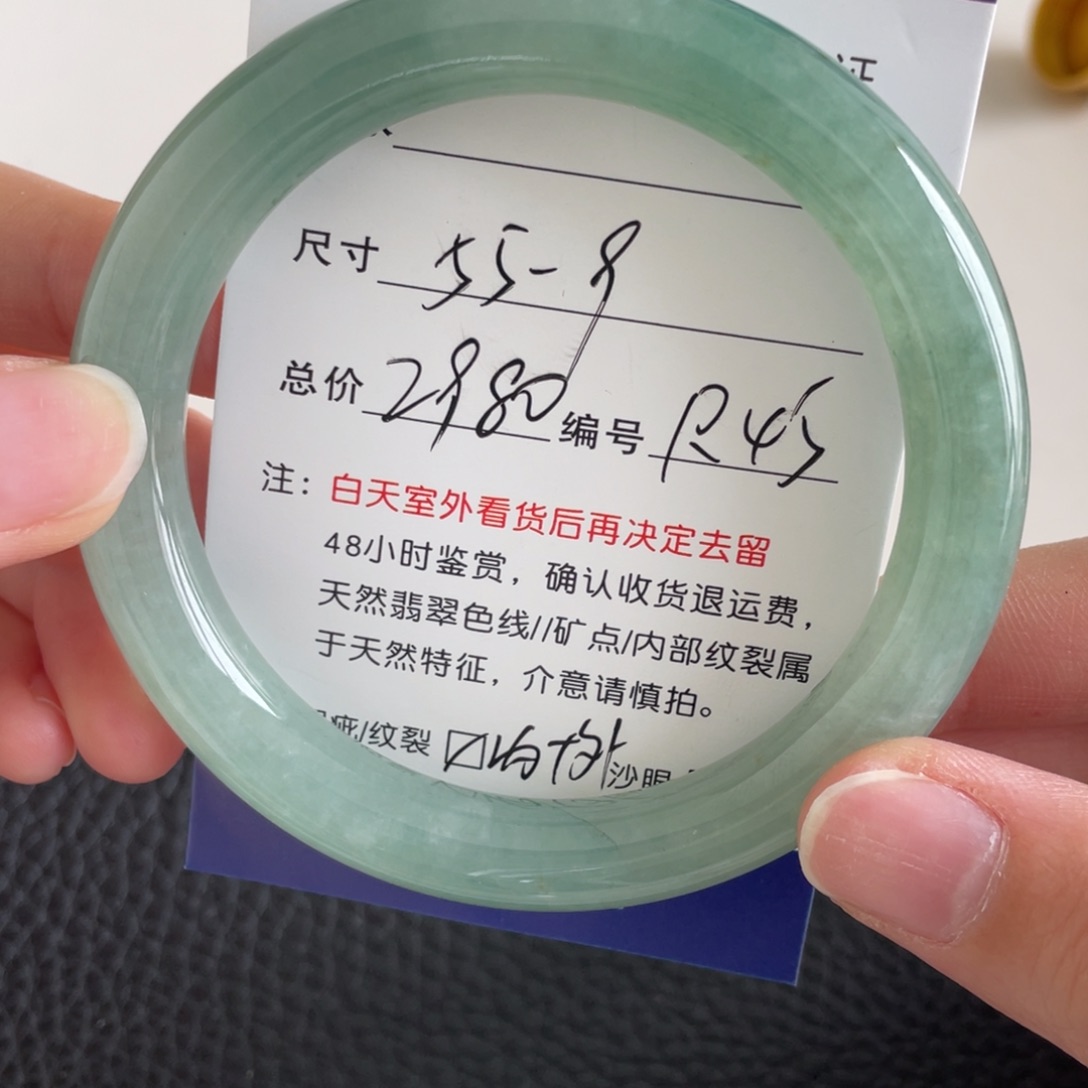 证
尺寸 55-9
总价 2980 编号 R45
注：白天室外看货后再决定去留
48小时鉴赏，确认收货退运费，
天然翡翠色线//矿点/内部纹裂属
于天然特征，介意请慎拍。
疵/纹裂 沙眼